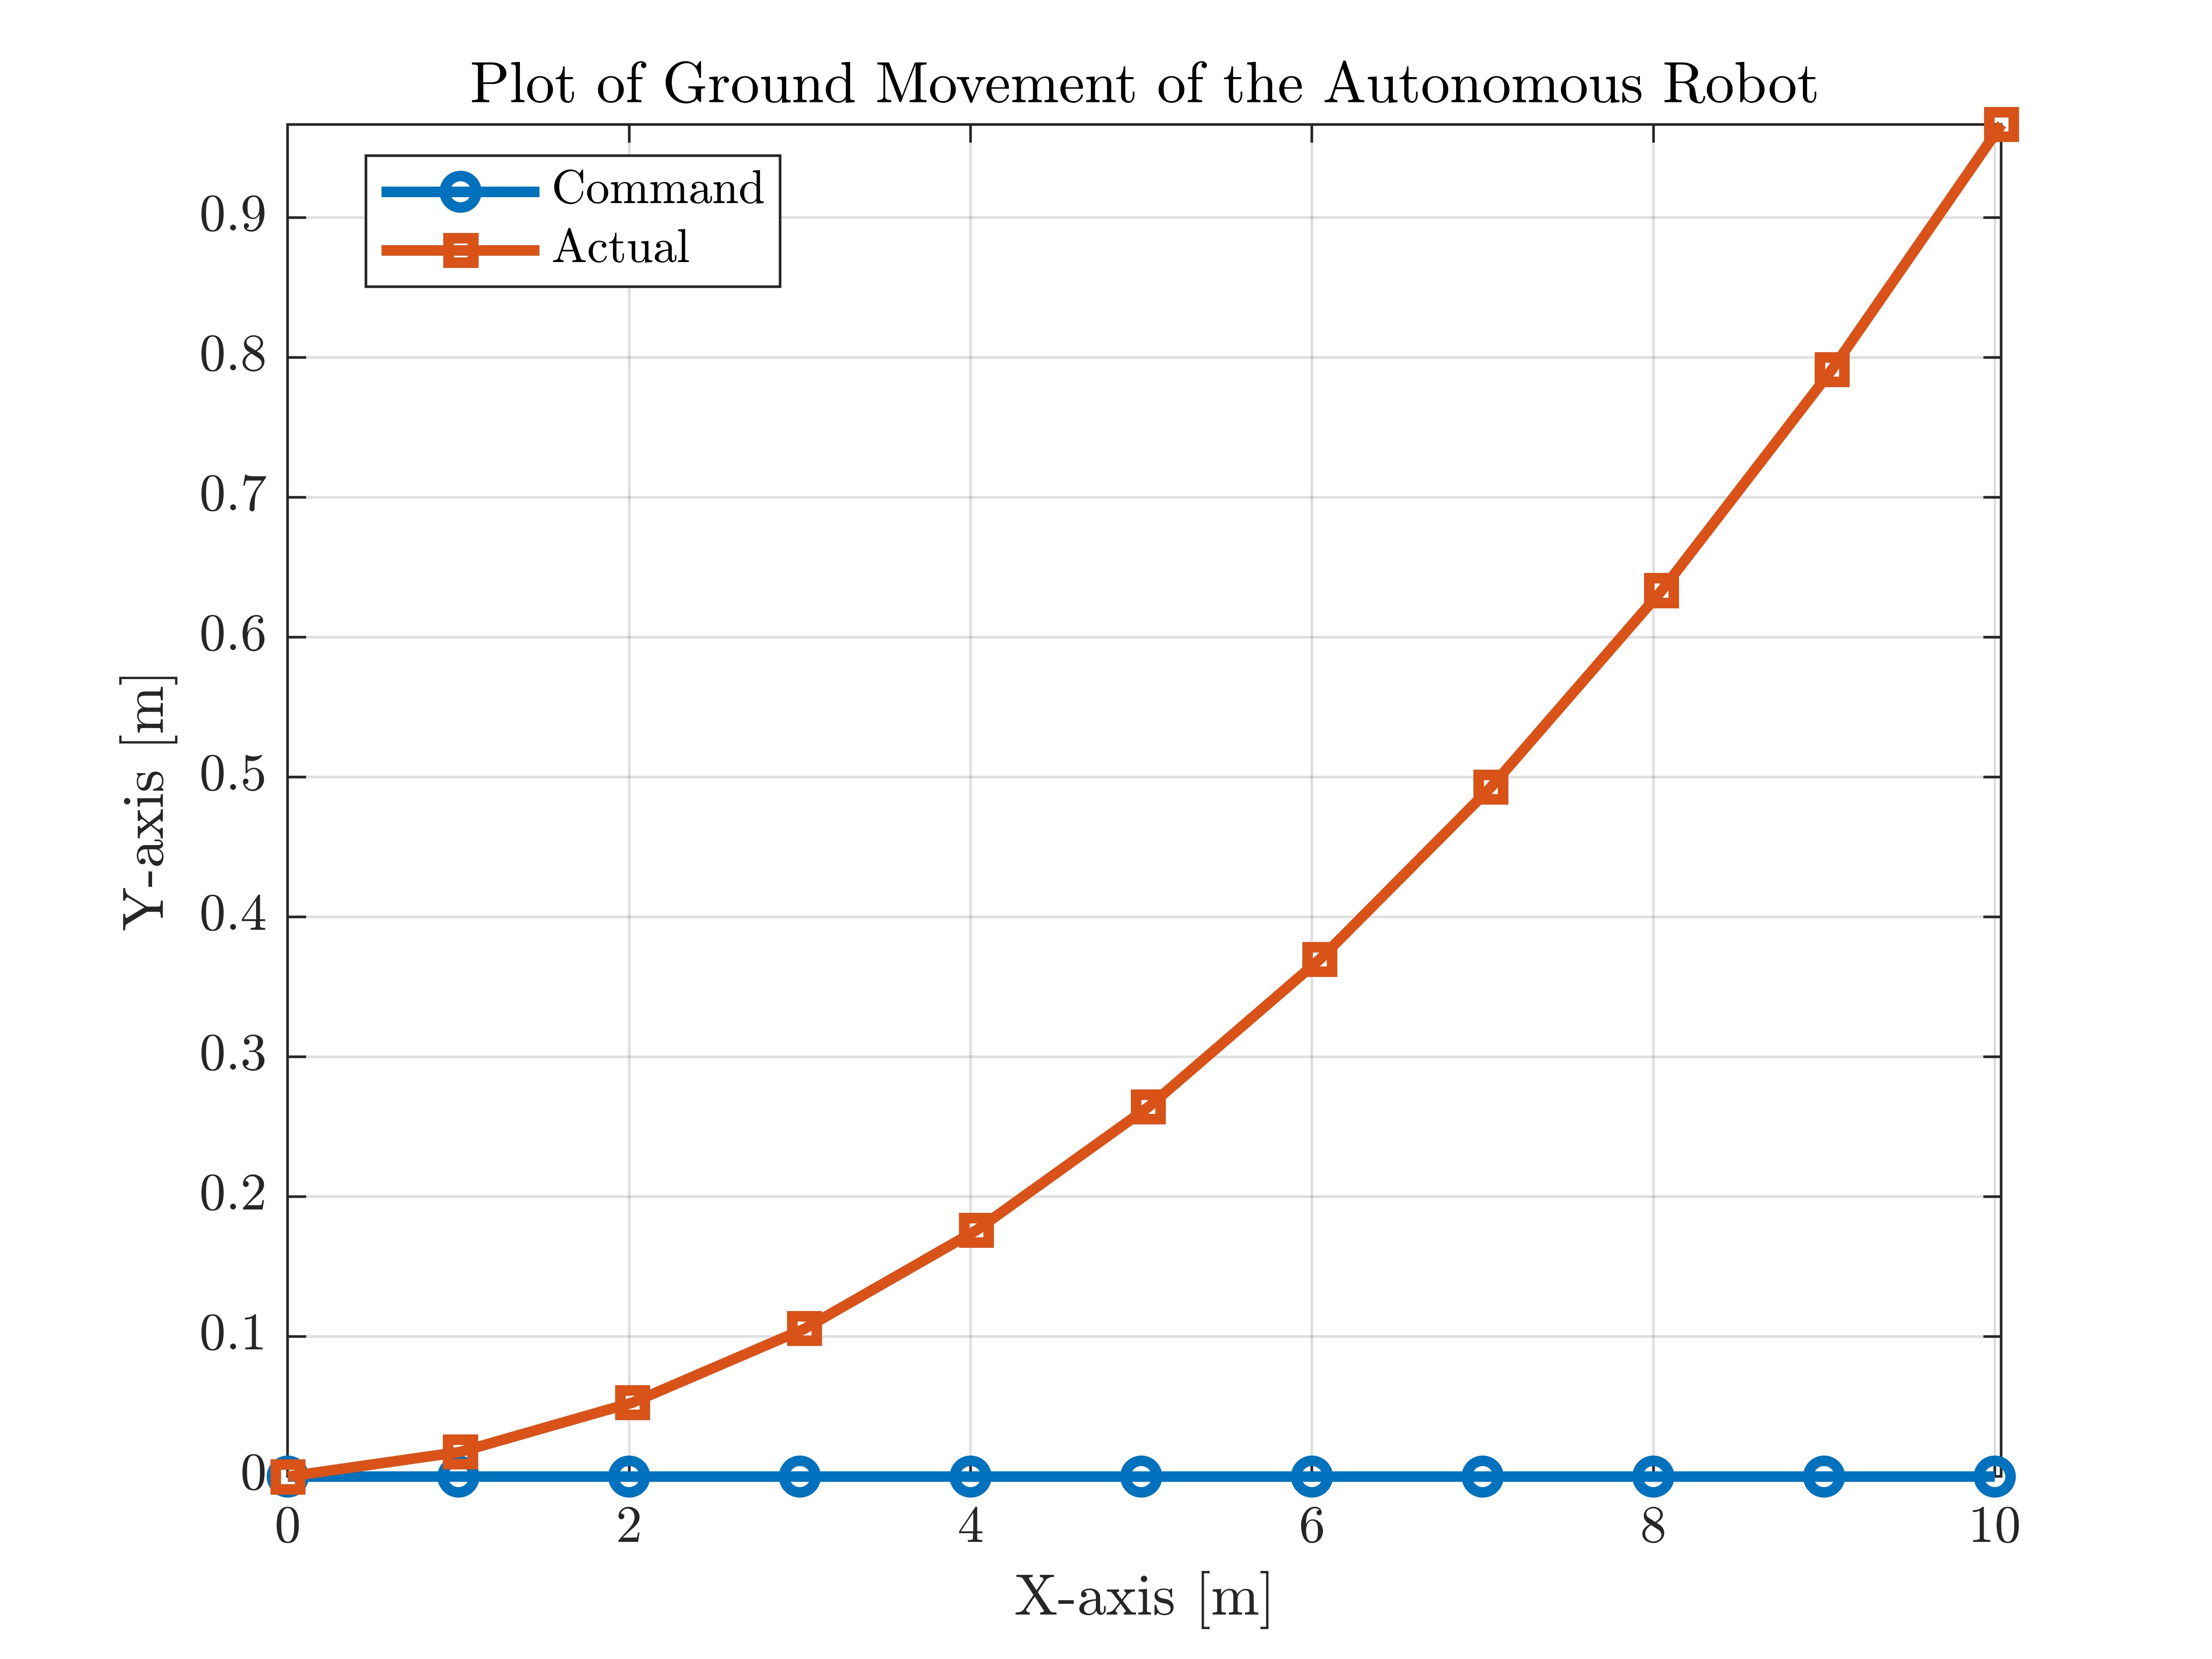 Plot of Ground Movement of the Autonomous Robot
Command
Actual
0.9
0.8
0.7
0.6
0.5
0.4
0.3
0.2
0.1
0
Y-axis [m]
0 2 4 6 8 10
X-axis [m]